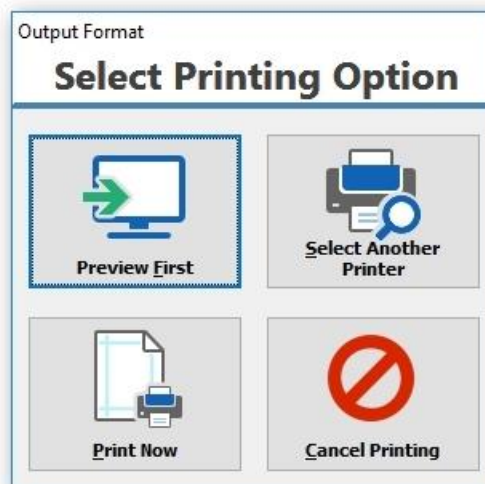 Output Format
Select Printing Option
Preview First
Select Another
Printer
Print Now
Cancel Printing